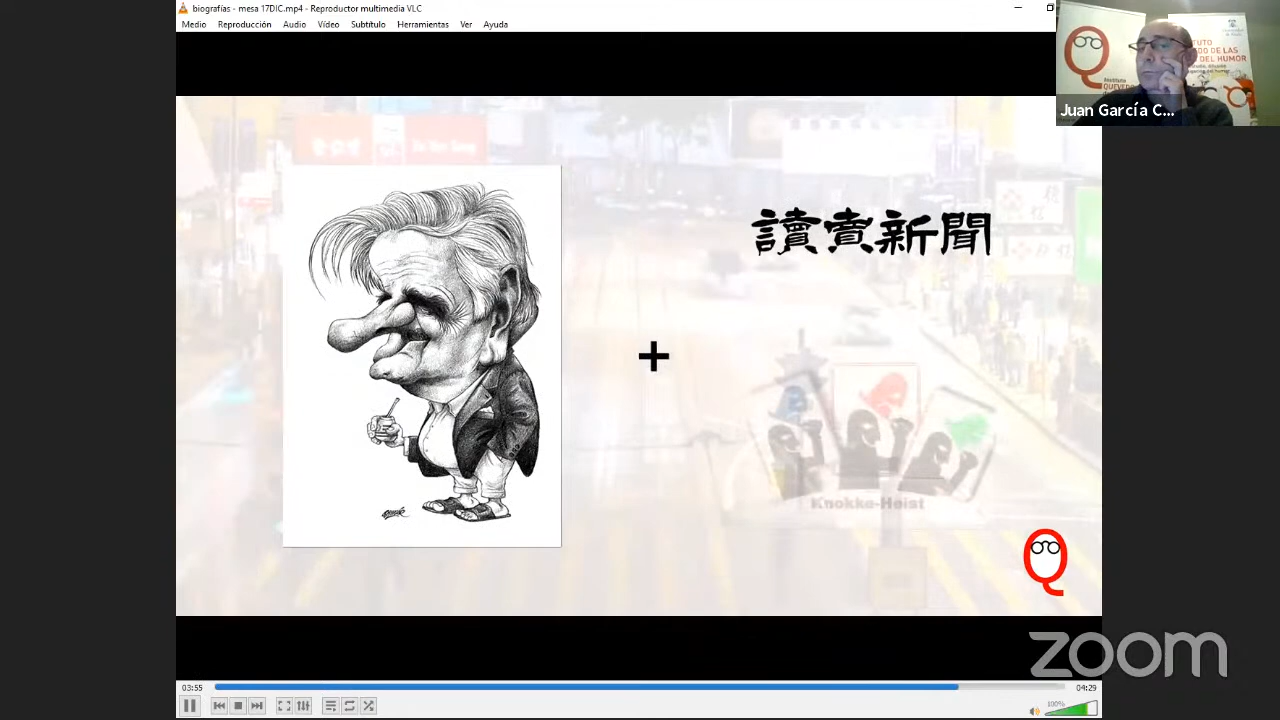 biografías - mesa 17DIC.mp4 - Reproductor multimedia VLC
Medio Reproducción Audio Vídeo Subtítulo Herramientas Ver Ayuda
Juan García C...
讀賣新聞
+
Knokke-Heist
Q
zoom
03:55
04:29
100%